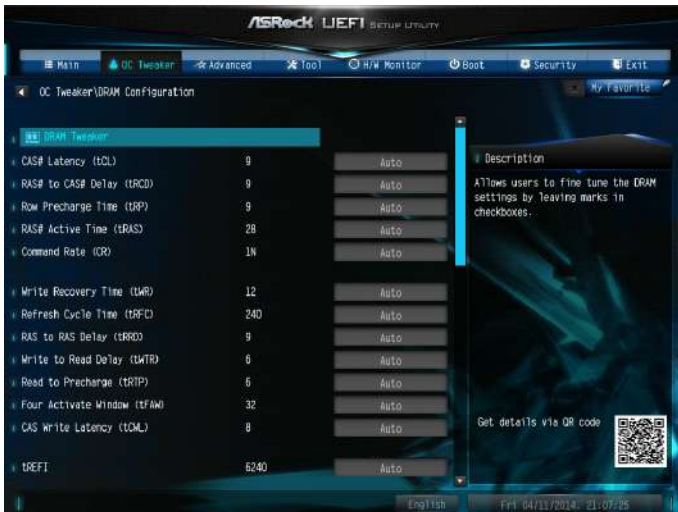 ASRock UEFI SETUP UTILITY
Main OC Tweaker Advanced Tool H/W Monitor Boot Security Exit
OC Tweaker\DRAM Configuration
My Favorite
DRAM Tweaker
CAS# Latency (tCL) 9 Auto
RAS# to CAS# Delay (tRCD) 9 Auto
Row Precharge Time (tRP) 9 Auto
RAS# Active Time (tRAS) 28 Auto
Command Rate (CR) 1N Auto
Write Recovery Time (tWR) 12 Auto
Refresh Cycle Time (tRFC) 240 Auto
RAS to RAS Delay (tRRD) 9 Auto
Write to Read Delay (tWTR) 6 Auto
Read to Precharge (tRTP) 6 Auto
Four Activate Window (tFAW) 32 Auto
CAS Write Latency (tCWL) 8 Auto
tREFI 6240 Auto
Description
Allows users to fine tune the DRAM
settings by leaving marks in
checkboxes.
Get details via QR code
English
Fri 04/11/2014. 21:07:25